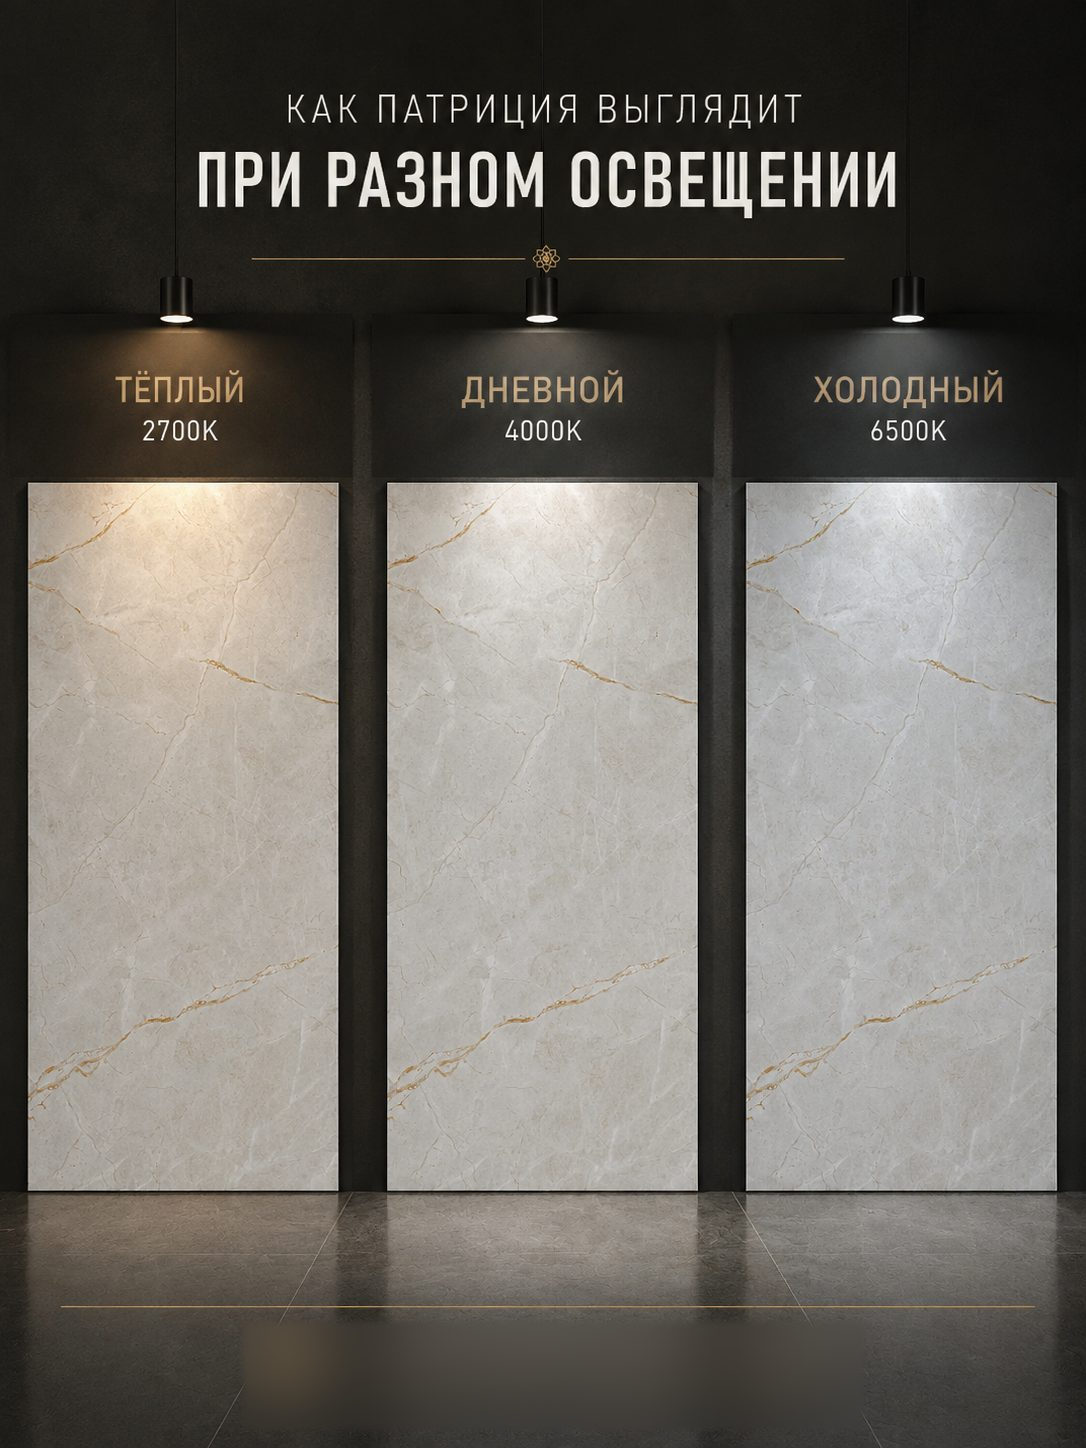 КАК ПАТРИЦИЯ ВЫГЛЯДИТ
ПРИ РАЗНОМ ОСВЕЩЕНИИ
ТЁПЛЫЙ
2700K
ДНЕВНОЙ
4000K
ХОЛОДНЫЙ
6500K